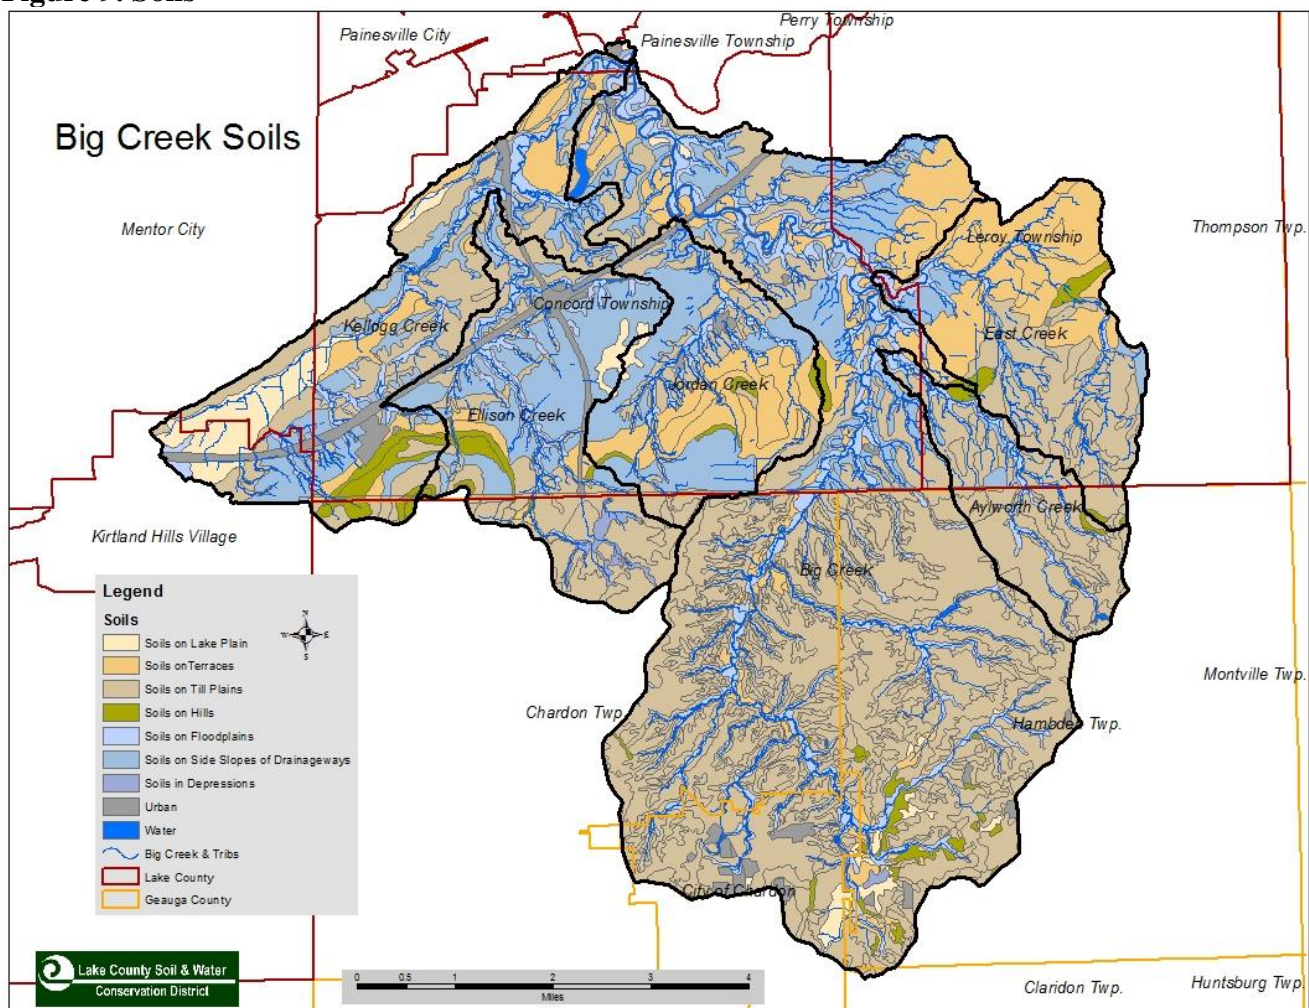 Figure 9: Soils
Painesville City
Perry Township
Painesville Township
Big Creek Soils
Mentor City
Thompson Twp.
Leroy Township
Concord Township
Kellogg Creek
East Creek
Jordan Creek
Ellison Creek
Aylworth Creek
Kirtland Hills Village
Big Creek
Legend
Soils
N
W E
S
Soils on Lake Plain
Soils on Terraces
Soils on Till Plains
Soils on Hills
Soils on Floodplains
Soils on Side Slopes of Drainageways
Soils in Depressions
Urban
Water
Big Creek & Tribs
Lake County
Geauga County
Montville Twp.
Chardon Twp.
Hambden Twp.
City of Chardon
Lake County Soil & Water
Conservation District
0 0.5 1 2 3 4
Miles
Claridon Twp.
Huntsburg Twp.